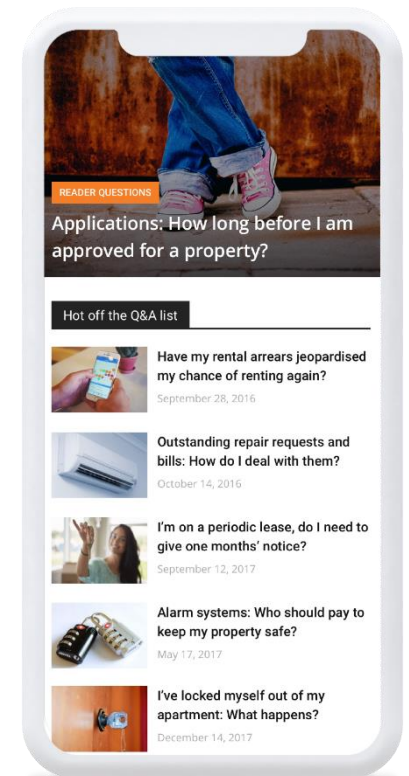 READER QUESTIONS
Applications: How long before I am
approved for a property?
Hot off the Q&A list
Have my rental arrears jeopardised
my chance of renting again?
September 28, 2016
Outstanding repair requests and
bills: How do I deal with them?
October 14, 2016
I'm on a periodic lease, do I need to
give one months' notice?
September 12, 2017
Alarm systems: Who should pay to
keep my property safe?
May 17, 2017
I've locked myself out of my
apartment: What happens?
December 14, 2017